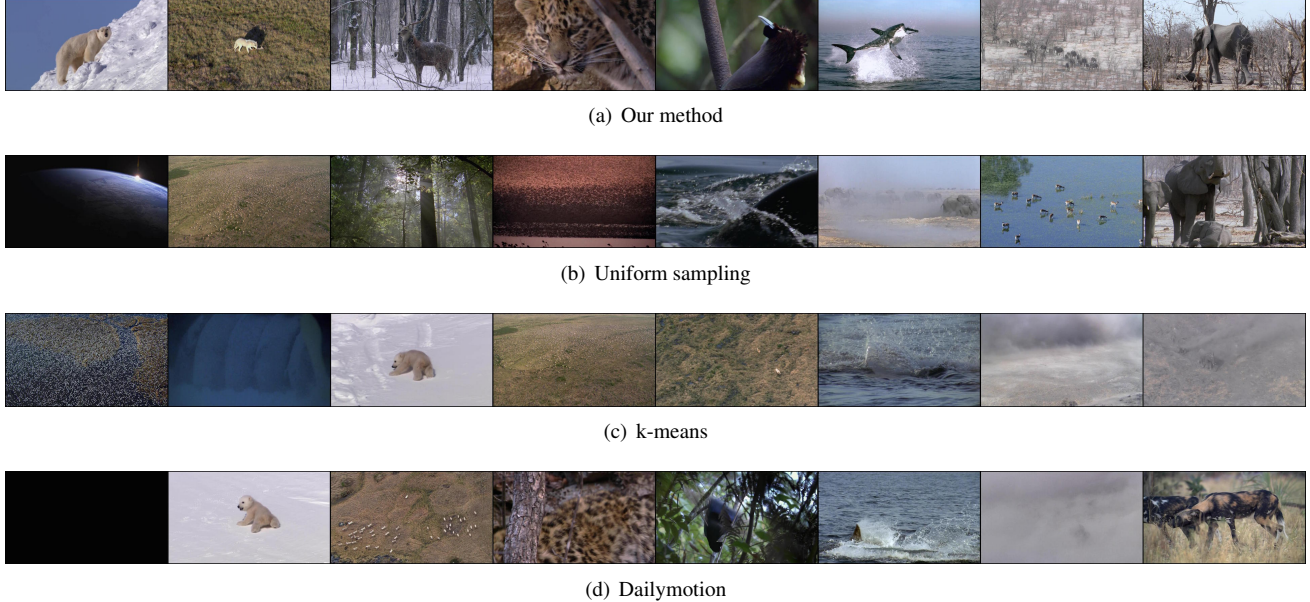 (a) Our method
(b) Uniform sampling
(c) k-means
(d) Dailymotion